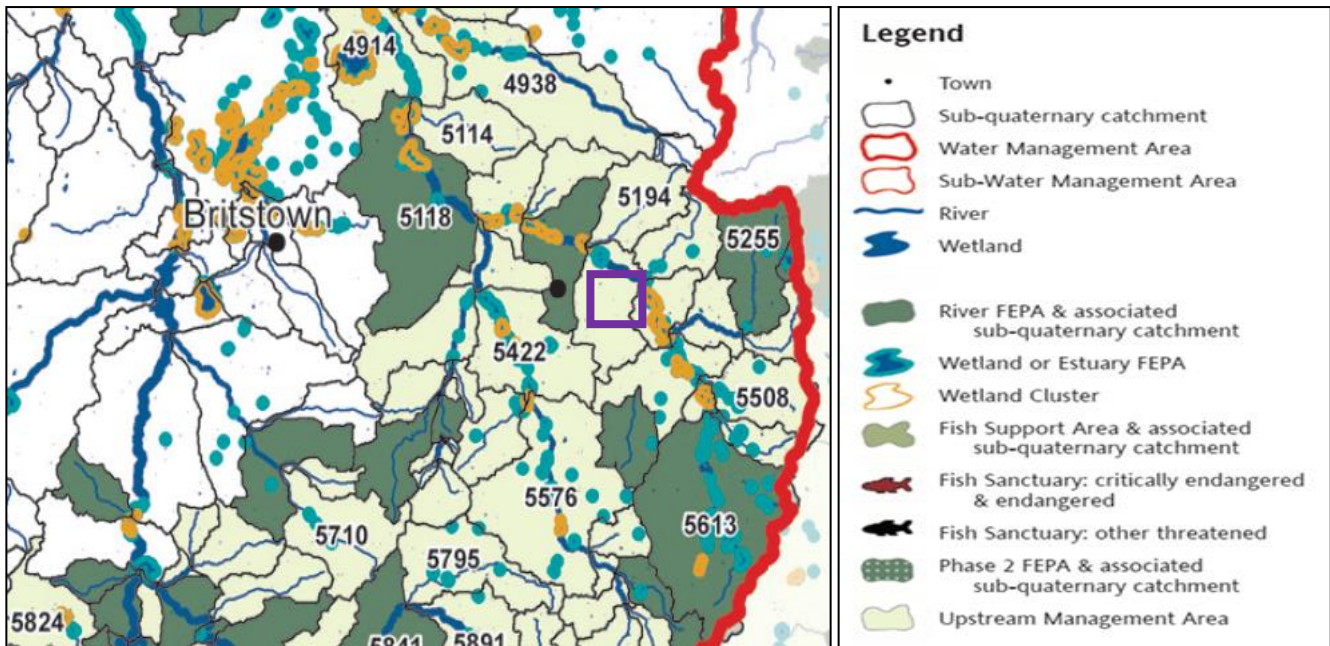 4914
4938
5114
5194
Britstown
5118
5255
5422
5508
5576
5613
5710
5795
5824
5841
5891
Legend
Town
Sub-quaternary catchment
Water Management Area
Sub-Water Management Area
River
Wetland
River FEPA & associated
sub-quaternary catchment
Wetland or Estuary FEPA
Wetland Cluster
Fish Support Area & associated
sub-quaternary catchment
Fish Sanctuary: critically endangered
& endangered
Fish Sanctuary: other threatened
Phase 2 FEPA & associated
sub-quaternary catchment
Upstream Management Area